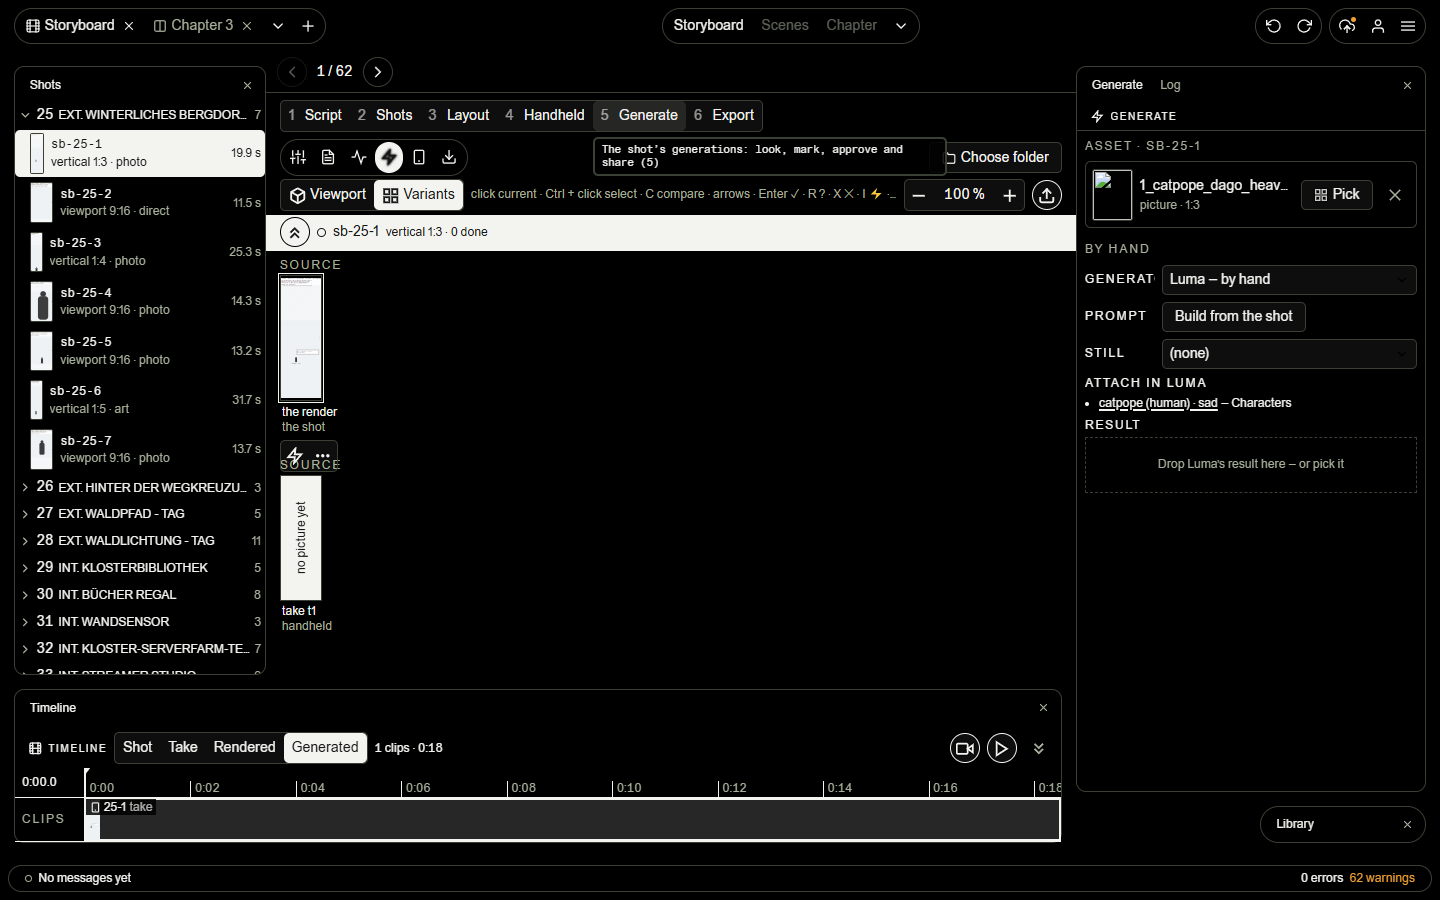 Storyboard
Chapter 3
Storyboard Scenes Chapter
Shots
25 EXT. WINTERLICHES BERGDOR... 7
sb-25-1
vertical 1:3 · photo
19.9 s
sb-25-2
viewport 9:16 · direct
11.5 s
sb-25-3
vertical 1:4 · photo
25.3 s
sb-25-4
viewport 9:16 · photo
14.3 s
sb-25-5
viewport 9:16 · photo
13.2 s
sb-25-6
vertical 1:5 · art
31.7 s
sb-25-7
viewport 9:16 · photo
13.7 s
26 EXT. HINTER DER WEGKREUZU... 3
27 EXT. WALDPFAD - TAG 5
28 EXT. WALDLICHTUNG - TAG 11
29 INT. KLOSTERBIBLIOTHEK 5
30 INT. BÜCHER REGAL 8
31 INT. WANDSENSOR 3
32 INT. KLOSTER-SERVERFARM-TE... 7
33 INT. STREAMER STUDIO
1 / 62
1 Script 2 Shots 3 Layout 4 Handheld 5 Generate 6 Export
The shot's generations: look, mark, approve and
share (5)
Choose folder
Viewport Variants
click current · Ctrl + click select · C compare · arrows · Enter ✓ · R ? · X ✕ · I ⚡ ·...
100 %
sb-25-1 vertical 1:3 · 0 done
SOURCE
the render
the shot
SOURCE
no picture yet
take t1
handheld
Generate Log
GENERATE
ASSET · SB-25-1
1_catpope_dago_heav...
picture · 1:3
Pick
BY HAND
GENERAT
Luma – by hand
PROMPT
Build from the shot
STILL
(none)
ATTACH IN LUMA
• catpope (human) · sad – Characters
RESULT
Drop Luma's result here – or pick it
Timeline
TIMELINE
Shot Take Rendered Generated
1 clips · 0:18
0:00.0
0:00 0:02 0:04 0:06 0:08 0:10 0:12 0:14 0:16 0:18
CLIPS
25-1 take
Library
No messages yet
0 errors 62 warnings